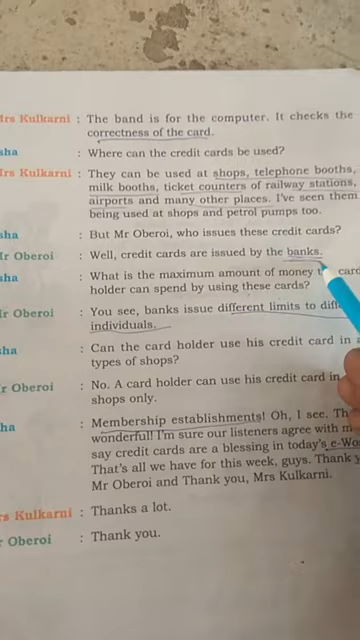 Mrs Kulkarni : The band is for the computer. It checks the
correctness of the card.
sha : Where can the credit cards be used?
Mrs Kulkarni : They can be used at shops, telephone booths,
milk booths, ticket counters of railway stations,
airports and many other places. I've seen them
being used at shops and petrol pumps too.
sha : But Mr Oberoi, who issues these credit cards?
Mr Oberoi : Well, credit cards are issued by the banks.
sha : What is the maximum amount of money card
holder can spend by using these cards?
Mr Oberoi : You see, banks issue different limits to
individuals.
sha : Can the card holder use his credit card in
types of shops?
r Oberoi : No. A card holder can use his credit card in
shops only.
ha : Membership establishments! Oh, I see.
wonderful! I'm sure our listeners agree with
say credit cards are a blessing in today's
That's all we have for this week, guys. Thank
Mr Oberoi and Thank you, Mrs Kulkarni.
rs Kulkarni : Thanks a lot.
r Oberoi : Thank you.